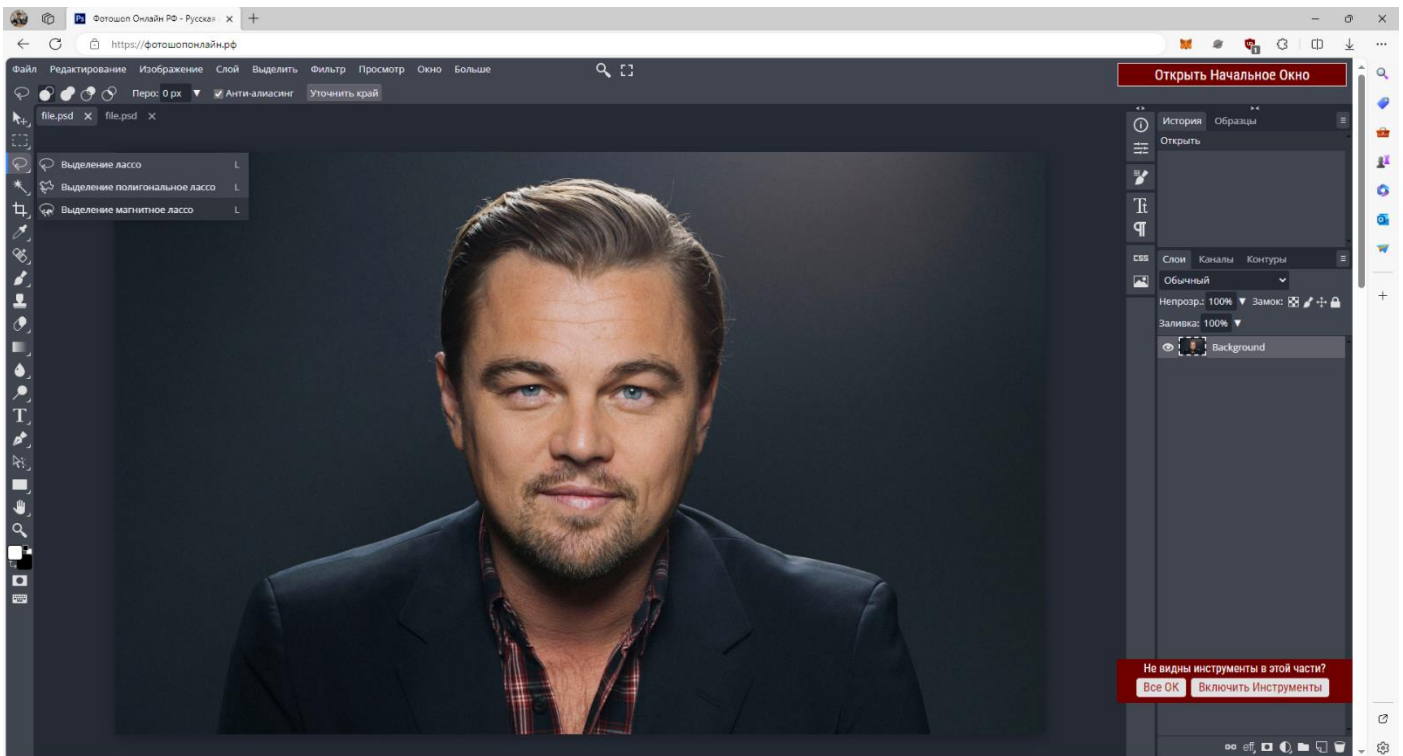 Фотошоп Онлайн РФ - Русская
https://фотошопонлайн.рф
Файл Редактирование Изображение Слой Выделить Фильтр Просмотр Окно Больше
Открыть Начальное Окно
Перо: 0 px Анти-алиасинг Уточнить край
file.psd file.psd
История Образцы
Открыть
Выделение лассо L
Выделение полигональное лассо L
Выделение магнитное лассо L
CSS
Слои Каналы Контуры
Обычный
Непрозр.: 100% Замок:
Заливка: 100%
Background
Не видны инструменты в этой части?
Все ОК Включить Инструменты
eff